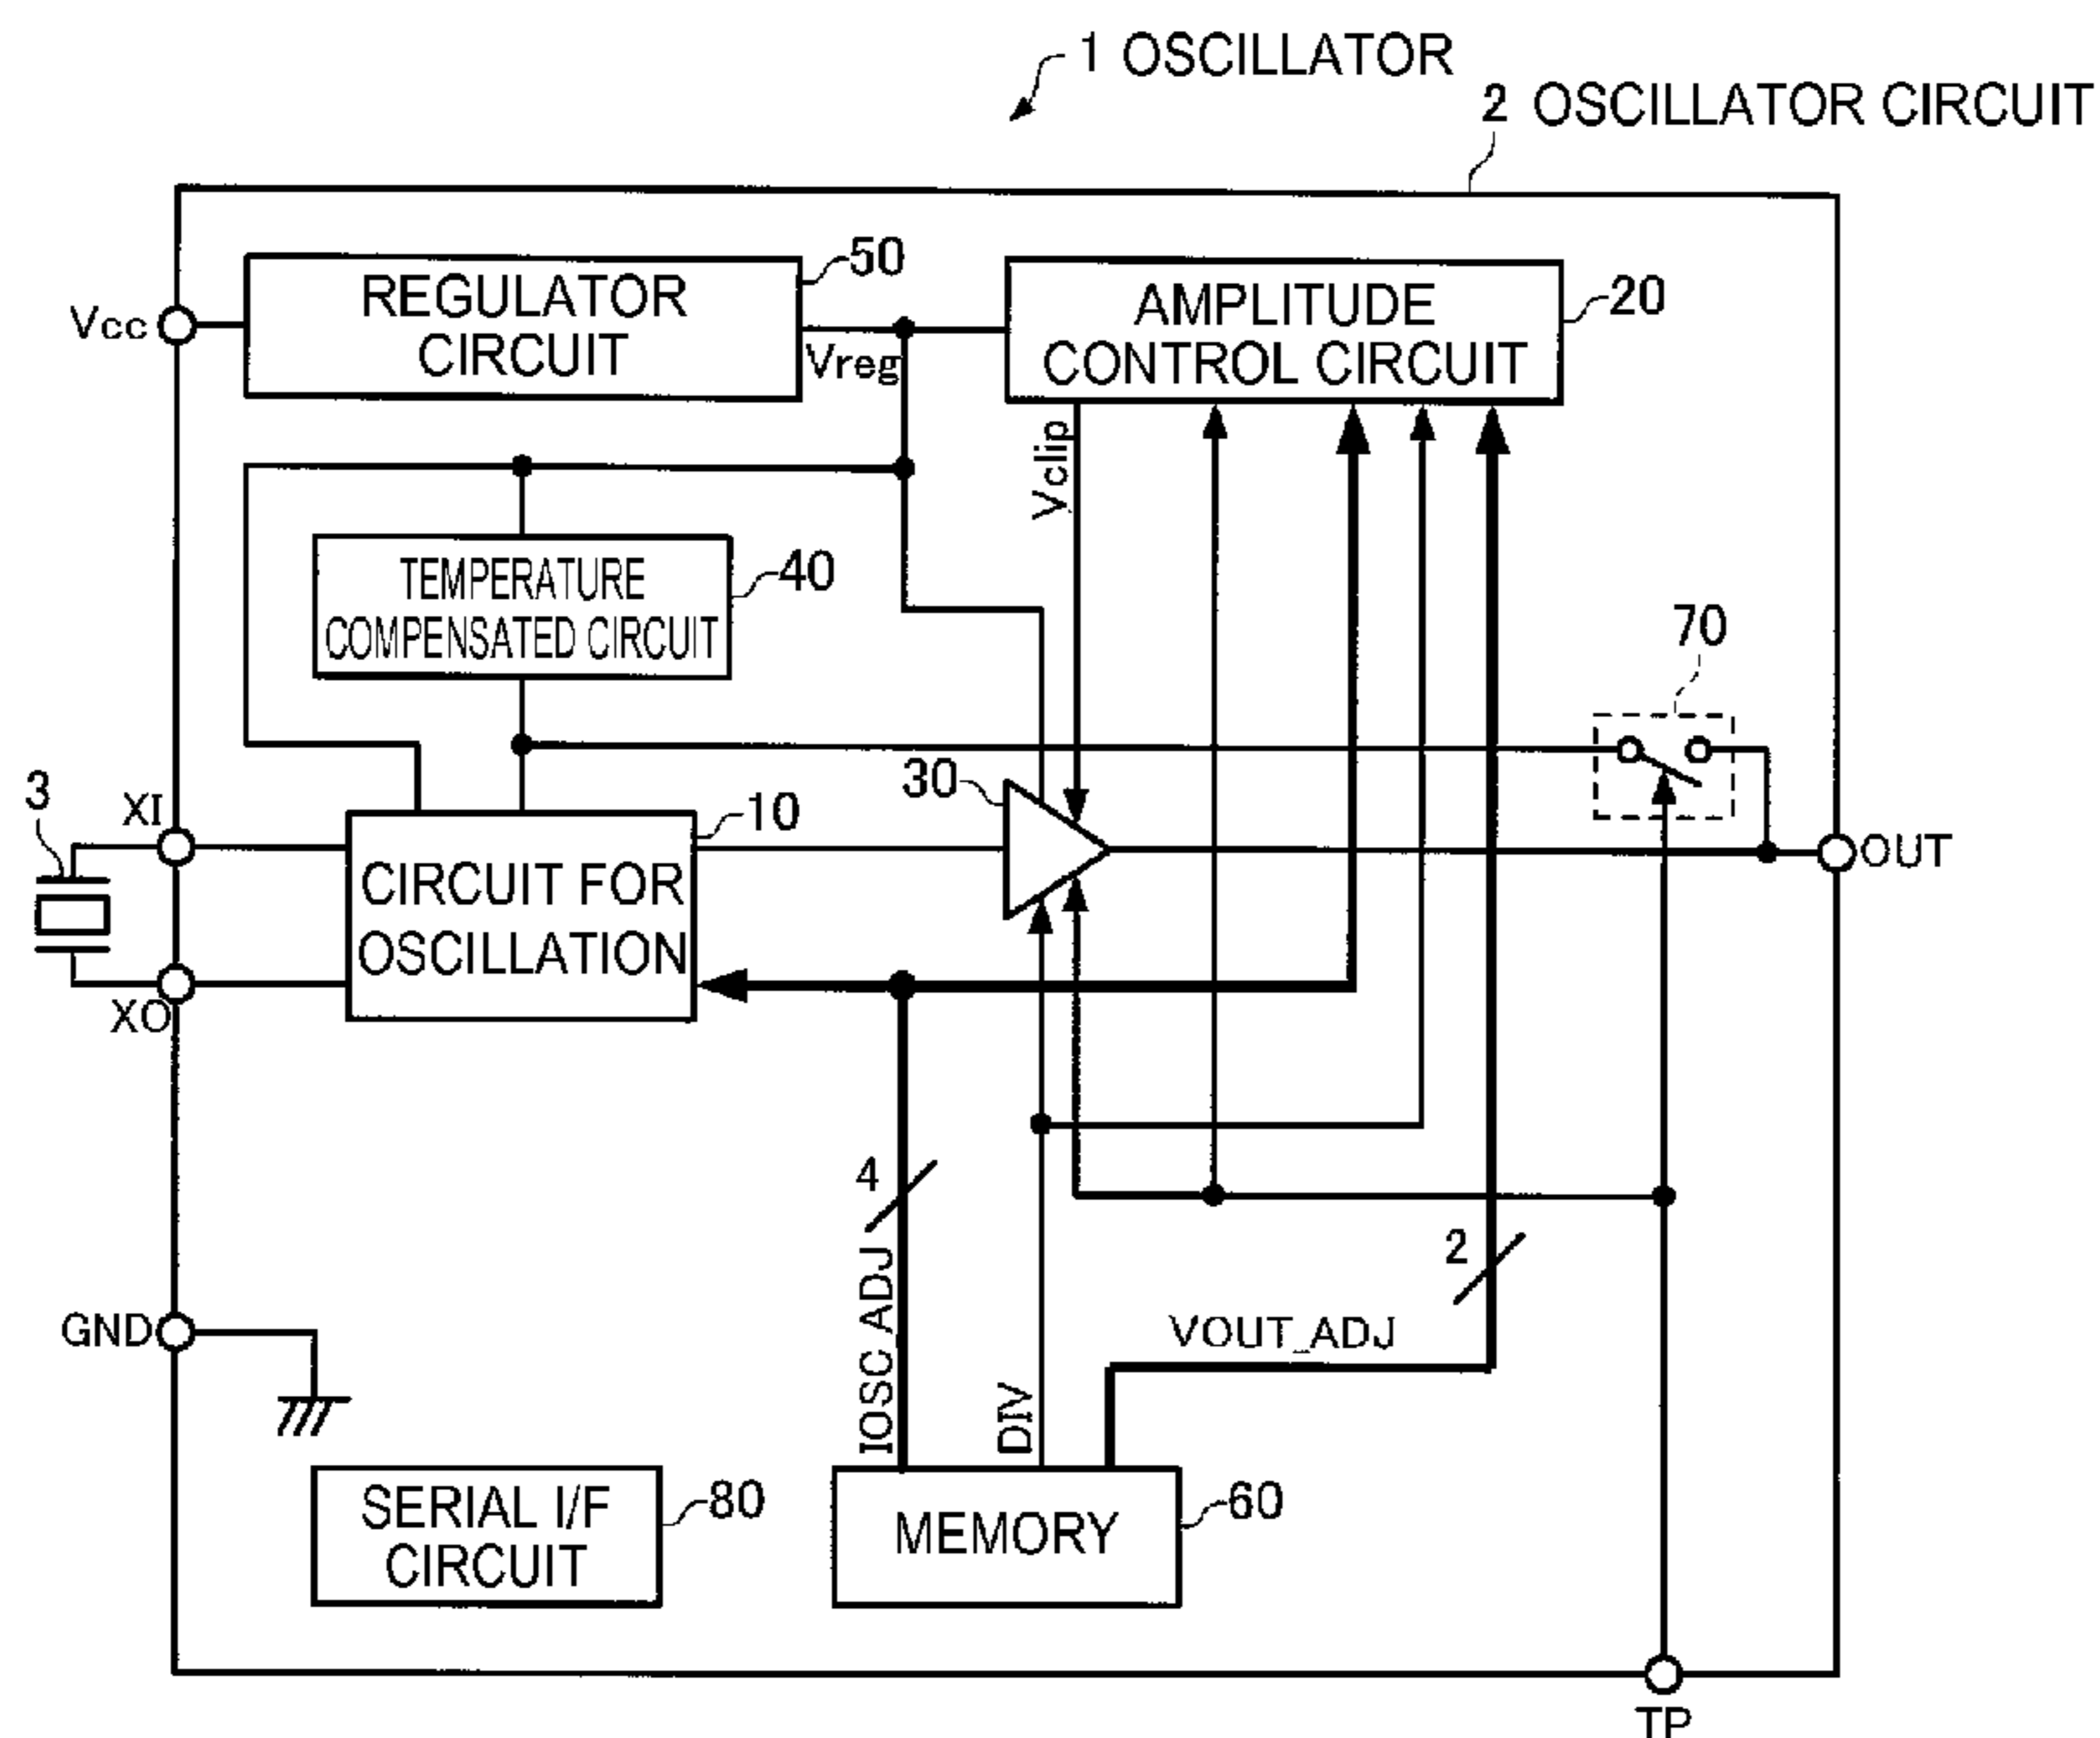 1 OSCILLATOR
2 OSCILLATOR CIRCUIT
50
REGULATOR
CIRCUIT
Vcc
Vreg
20
AMPLITUDE
CONTROL CIRCUIT
Vclip
40
TEMPERATURE
COMPENSATED CIRCUIT
70
3
XI
10
30
CIRCUIT FOR
OSCILLATION
OUT
XO
4
2
IOSC_ADJ
GND
VOUT_ADJ
DIV
SERIAL I/F
CIRCUIT
80
MEMORY
60
TP